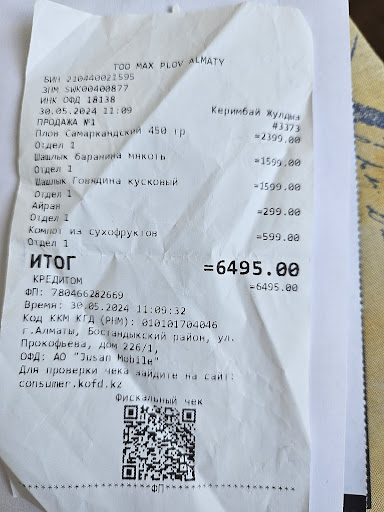 ТОО MAX PLOV ALMATY
БИН 210440021595
ЗНМ SWK00400877
ИНК ОФД 18138
30.05.2024 11:09 Керимбай Жулдыз
ПРОДАЖА №1 #3373
Плов Самаркандский 450 гр =2399.00
Отдел 1
Шашлык баранина мякоть =1599.00
Отдел 1
Шашлык Говядина кусковый =1599.00
Отдел 1
Айран =299.00
Отдел 1
Компот из сухофруктов =599.00
Отдел 1
ИТОГ =6495.00
КРЕДИТОМ =6495.00
ФП: 780466282669
Время: 30.05.2024 11:09:32
Код ККМ КГД (РНМ): 010101704046
г.Алматы, Бостандыкский район, ул.
Прокофьева, дом 226/1,
ОФД: АО "Jusan Mobile"
Для проверки чека зайдите на сайт:
consumer.kofd.kz
Фискальный чек
ФП